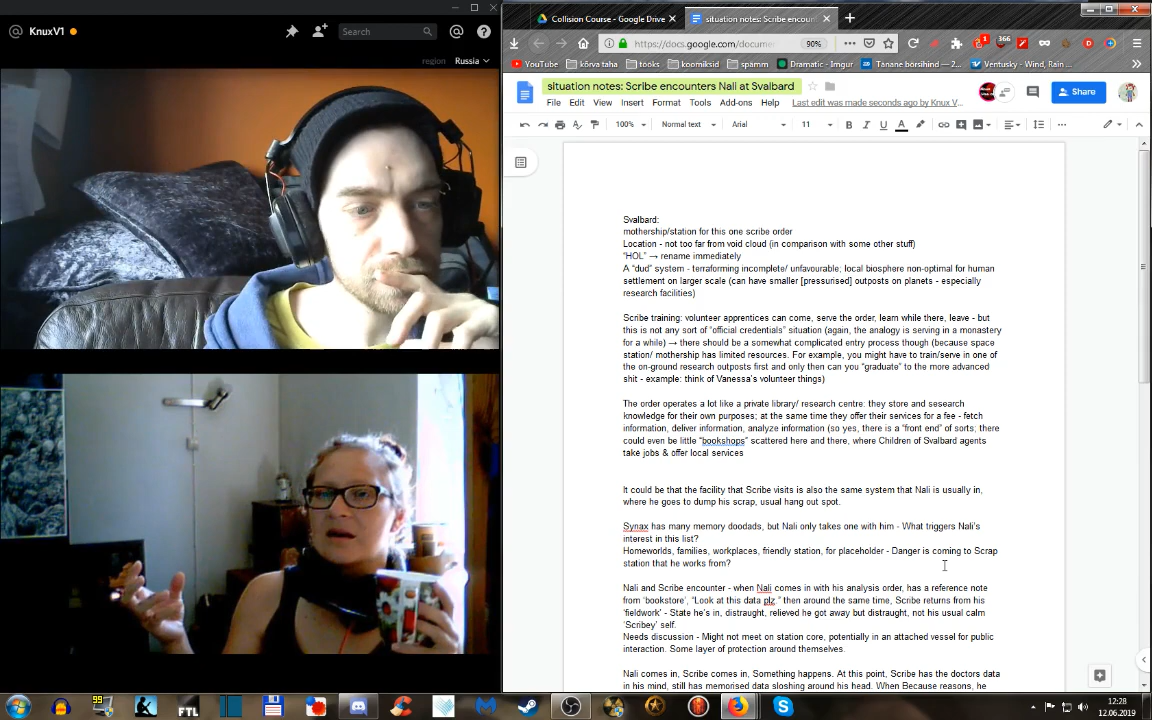 KnuxV1
Search
region Russia
Collision Course - Google Drive
situation notes: Scribe encount
https://docs.google.com/documen
90%
1
366
YouTube
kõrva taha
tööks
koomiksid
spämm
Dramatic - Imgur
Tänane börsihind — 2...
Ventusky - Wind, Rain ...
situation notes: Scribe encounters Nali at Svalbard
File Edit View Insert Format Tools Add-ons Help Last edit was made seconds ago by Knux V...
Share
100% Normal text Arial 11 B I U A
Svalbard:
mothership/station for this one scribe order
Location - not too far from void cloud (in comparison with some other stuff)
"HOL" → rename immediately
A "dud" system - terraforming incomplete/ unfavourable; local biosphere non-optimal for human
settlement on larger scale (can have smaller [pressurised] outposts on planets - especially
research facilities)
Scribe training: volunteer apprentices can come, serve the order, learn while there, leave - but
this is not any sort of "official credentials" situation (again, the analogy is serving in a monastery
for a while) → there should be a somewhat complicated entry process though (because space
station/ mothership has limited resources. For example, you might have to train/serve in one of
the on-ground research outposts first and only then can you "graduate" to the more advanced
shit - example: think of Vanessa's volunteer things)
The order operates a lot like a private library/ research centre: they store and sesearch
knowledge for their own purposes; at the same time they offer their services for a fee - fetch
information, deliver information, analyze information (so yes, there is a "front end" of sorts; there
could even be little "bookshops" scattered here and there, where Children of Svalbard agents
take jobs & offer local services
It could be that the facility that Scribe visits is also the same system that Nali is usually in,
where he goes to dump his scrap, usual hang out spot.
Synax has many memory doodads, but Nali only takes one with him - What triggers Nali's
interest in this list?
Homeworlds, families, workplaces, friendly station, for placeholder - Danger is coming to Scrap
station that he works from?
Nali and Scribe encounter - when Nali comes in with his analysis order, has a reference note
from 'bookstore', "Look at this data plz." then around the same time, Scribe returns from his
'fieldwork' - State he's in, distraught, relieved he got away but distraught, not his usual calm
'Scribey' self.
Needs discussion - Might not meet on station core, potentially in an attached vessel for public
interaction. Some layer of protection around themselves.
Nali comes in, Scribe comes in, Something happens. At this point, Scribe has the doctors data
in his mind, still has memorised data sloshing around his head. When Because reasons, he
99
FTL
12:28
12.06.2019